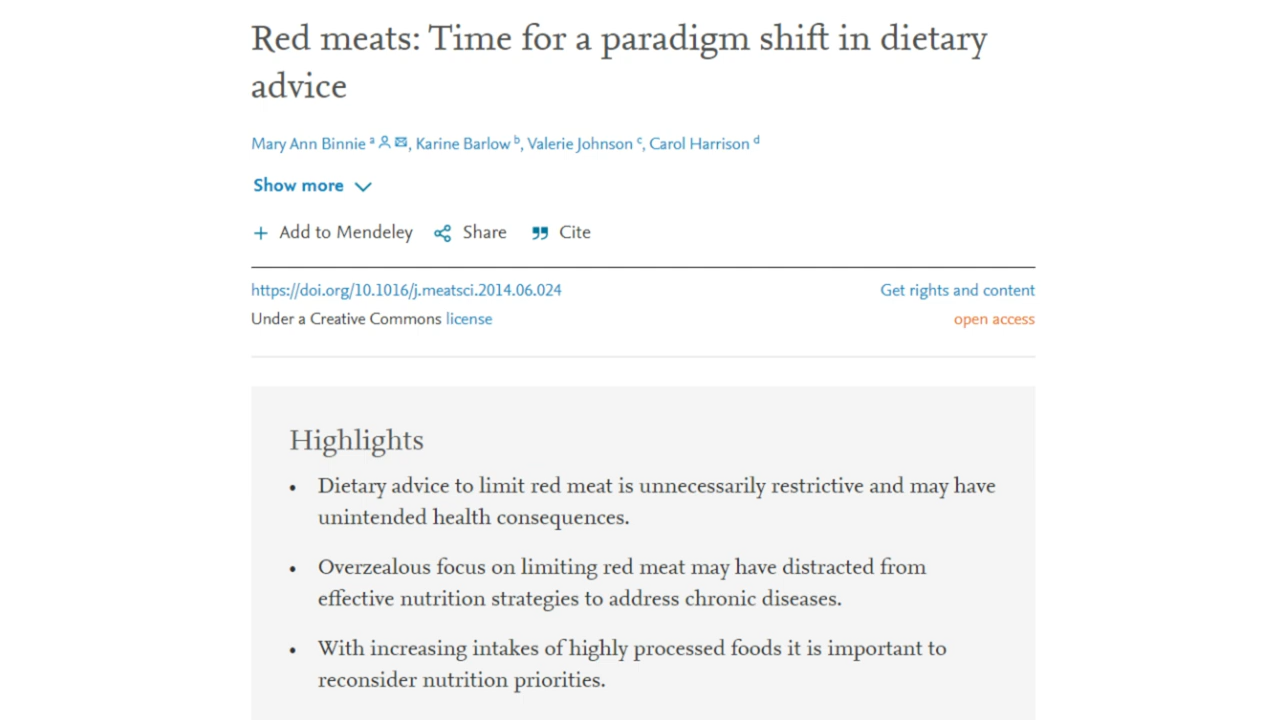 Red meats: Time for a paradigm shift in dietary
advice
Mary Ann Binnie a, Karine Barlow b, Valerie Johnson c, Carol Harrison d
Show more
+ Add to Mendeley Share Cite
https://doi.org/10.1016/j.meatsci.2014.06.024 Get rights and content
Under a Creative Commons license open access
Highlights
• Dietary advice to limit red meat is unnecessarily restrictive and may have
unintended health consequences.
• Overzealous focus on limiting red meat may have distracted from
effective nutrition strategies to address chronic diseases.
• With increasing intakes of highly processed foods it is important to
reconsider nutrition priorities.